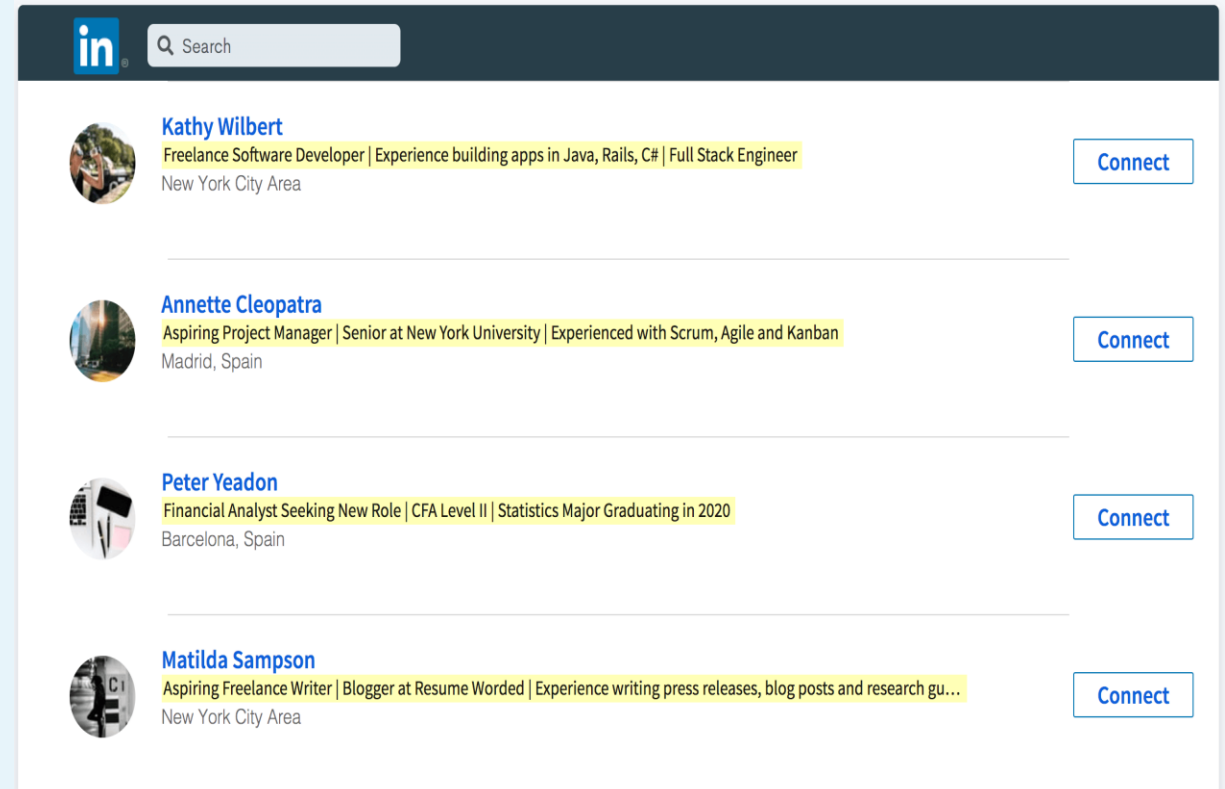 in®
Search
Kathy Wilbert
Freelance Software Developer | Experience building apps in Java, Rails, C# | Full Stack Engineer
New York City Area
Connect
Annette Cleopatra
Aspiring Project Manager | Senior at New York University | Experienced with Scrum, Agile and Kanban
Madrid, Spain
Connect
Peter Yeadon
Financial Analyst Seeking New Role | CFA Level II | Statistics Major Graduating in 2020
Barcelona, Spain
Connect
CI
Matilda Sampson
Aspiring Freelance Writer | Blogger at Resume Worded | Experience writing press releases, blog posts and research gu...
New York City Area
Connect